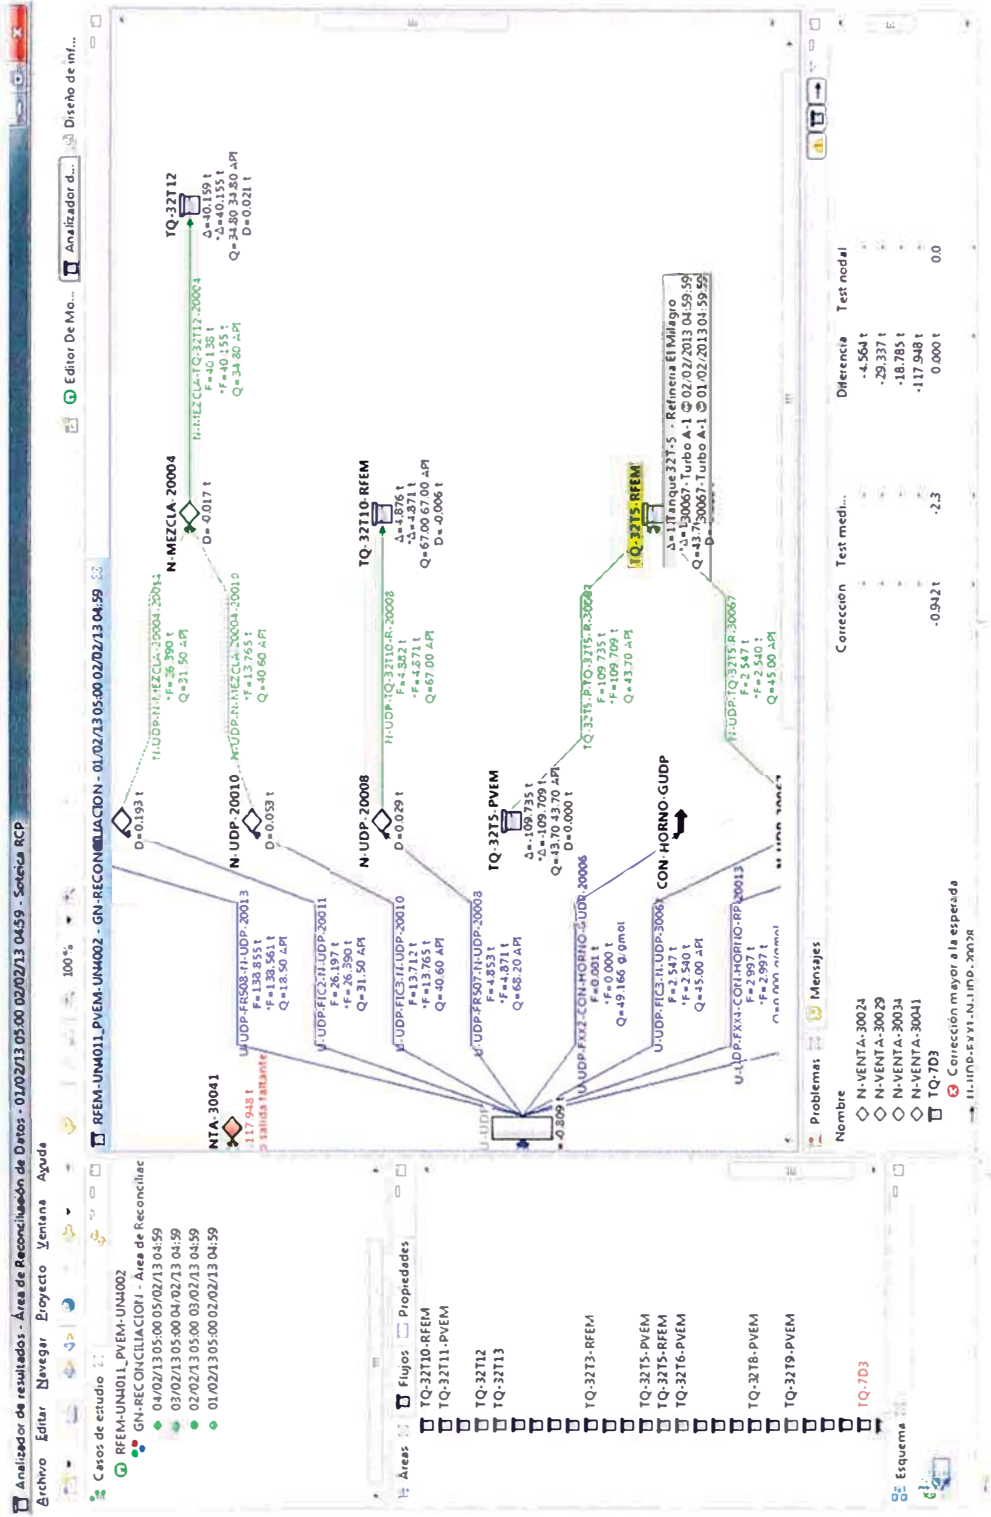 Analizador de resultados - Área de Reconciliación de Datos - 01/02/13 05:00 02/02/13 04:59 - Soteica RCP
Archivo Editar Navegar Proyecto Ventana Ayuda
100%
Editor De Mo... Analizador d... Diseño de inf...
Casos de estudio
RFEM-UN4011_PVEM-UN4002
GN-RECONCILIACION - Área de Reconciliac
04/02/13 05:00 05/02/13 04:59
03/02/13 05:00 04/02/13 04:59
02/02/13 05:00 03/02/13 04:59
01/02/13 05:00 02/02/13 04:59
Áreas Flujos Propiedades
TQ-32T10-RFEM
TQ-32T11-PVEM
TQ-32T12
TQ-32T13
TQ-32T3-RFEM
TQ-32T5-PVEM
TQ-32T5-RFEM
TQ-32T6-PVEM
TQ-32T8-PVEM
TQ-32T9-PVEM
TQ-7D3
Esquema
RFEM-UN4011_PVEM-UN4002 - GN-RECONCILIACION - 01/02/13 05:00 02/02/13 04:59
NTA-30041
117.948 t
salida faltante
U-UDP
-0.809 t
U-UDP-FR508-N-UDP-20013
F=138.855 t
*F=138.561 t
Q=18.50 API
U-UDP-FIC2-N-UDP-20011
F=26.197 t
*F=26.390 t
Q=31.50 API
U-UDP-FIC3-N-UDP-20010
F=13.712 t
*F=13.765 t
Q=40.60 API
U-UDP-FR507-N-UDP-20008
F=4.853 t
*F=4.871 t
Q=68.20 API
U-UDP-FXX2-CON-HORNO-GUDP-20006
F=0.001 t
*F=0.000 t
Q=49.166 g/gmol
U-UDP-FIC3-N-UDP-30067
F=2.547 t
*F=2.540 t
Q=45.00 API
U-UDP-FXX4-CON-HORNO-RPI-20013
F=2.997 t
*F=2.997 t
D=0.193 t
N-UDP-20010
D=0.053 t
N-UDP-20008
D=0.029 t
TQ-32T5-PVEM
Δ=-109.735 t
*Δ=-109.709 t
Q=43.70 43.70 API
D=0.000 t
CON-HORNO-GUDP
N-UDP-N-MEZCLA-20004-20011
*F=26.390 t
Q=31.50 API
N-UDP-N-MEZCLA-20004-20010
*F=13.765 t
Q=40.60 API
N-UDP-TQ-32T10-R-20008
F=4.882 t
*F=4.871 t
Q=67.00 API
TQ-32T5-P-TQ-32T5-R-30067
F=109.735 t
*F=109.709 t
Q=43.70 API
N-UDP-TQ-32T5-R-30067
F=2.547 t
*F=2.540 t
Q=45.00 API
N-MEZCLA-20004
D=-0.017 t
N-MEZCLA-TQ-32T12-20004
F=40.138 t
*F=40.155 t
Q=34.80 API
TQ-32T12
Δ=40.159 t
*Δ=40.155 t
Q=34.80 34.80 API
D=0.021 t
TQ-32T10-RFEM
Δ=4.876 t
*Δ=4.871 t
Q=67.00 67.00 API
D=-0.006 t
TQ-32T5-RFEM
Tanque 32T-5 - Refineria El Milagro
30067-Turbo A-1 @ 02/02/2013 04:59:59
30067-Turbo A-1 @ 01/02/2013 04:59:59
Problemas Mensajes
Nombre Corrección Test medi... Diferencia Test nodal
N-VENTA-30024 -4.564 t
N-VENTA-30029 -29.337 t
N-VENTA-30034 -18.785 t
N-VENTA-30041 -117.948 t
TQ-7D3 -0.942 t -2.3 0.000 t 0.0
Corrección mayor a la esperada